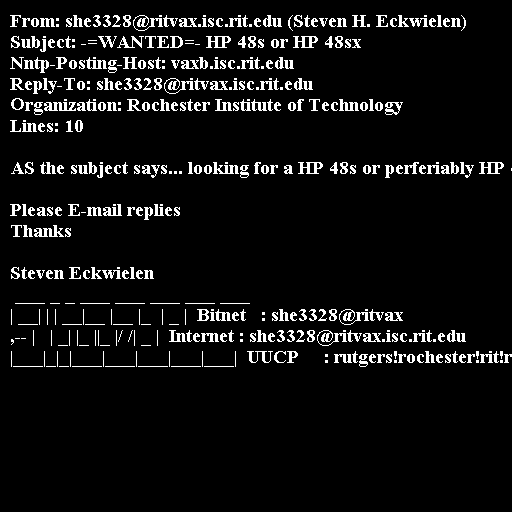 From: she3328@ritvax.isc.rit.edu (Steven H. Eckwielen)
Subject: -=WANTED=- HP 48s or HP 48sx
Nntp-Posting-Host: vaxb.isc.rit.edu
Reply-To: she3328@ritvax.isc.rit.edu
Organization: Rochester Institute of Technology
Lines: 10

AS the subject says... looking for a HP 48s or perferiably HP

Please E-mail replies
Thanks

Steven Eckwielen
 ___ _ _ ___ ___ ___ ___ ___
| __| | | __|__ |__ |_  | _ |  Bitnet   : she3328@ritvax
,-- |   | _| |_ ||_ |/ /| _ |  Internet : she3328@ritvax.isc.rit.edu
|___|_|_|___|___|___|___|___|  UUCP     : rutgers!rochester!rit!r